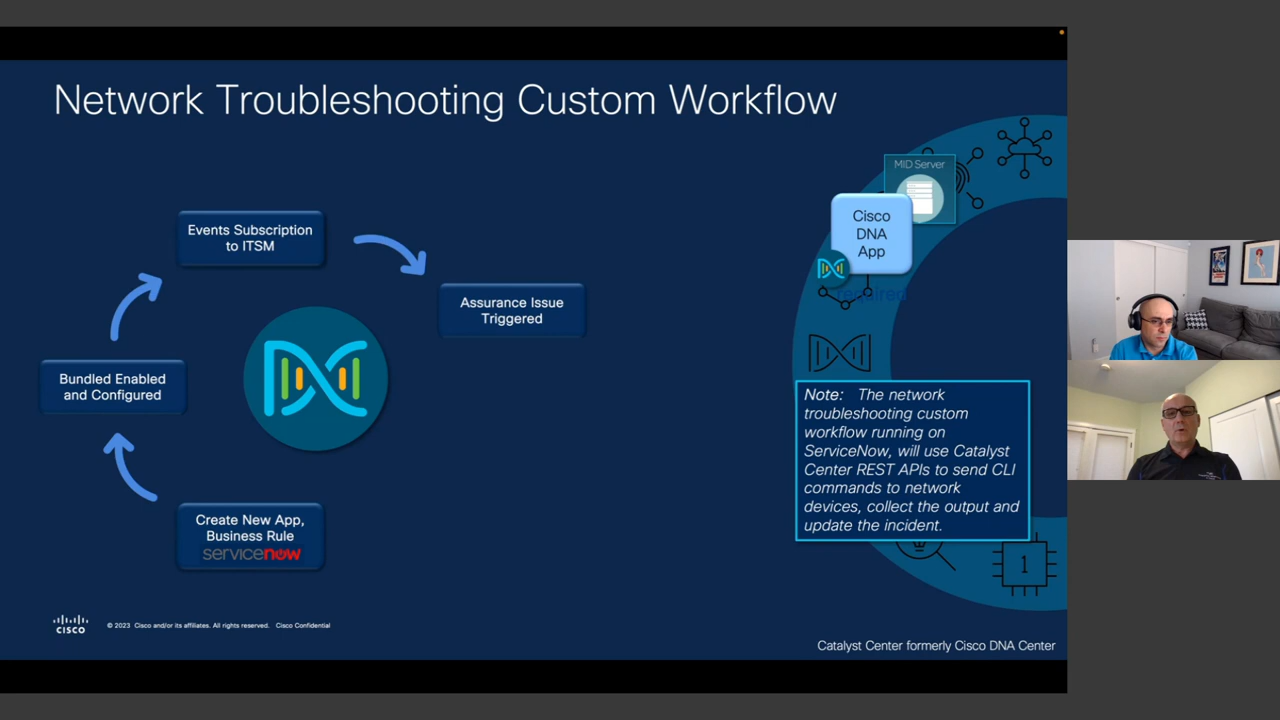 Network Troubleshooting Custom Workflow
MID Server
Cisco
DNA
App
required
Events Subscription
to ITSM
Assurance Issue
Triggered
Bundled Enabled
and Configured
Note: The network
troubleshooting custom
workflow running on
ServiceNow, will use Catalyst
Center REST APIs to send CLI
commands to network
devices, collect the output and
update the incident.
Create New App,
Business Rule
servicenow
1
CISCO
© 2023 Cisco and/or its affiliates. All rights reserved. Cisco Confidential
Catalyst Center formerly Cisco DNA Center